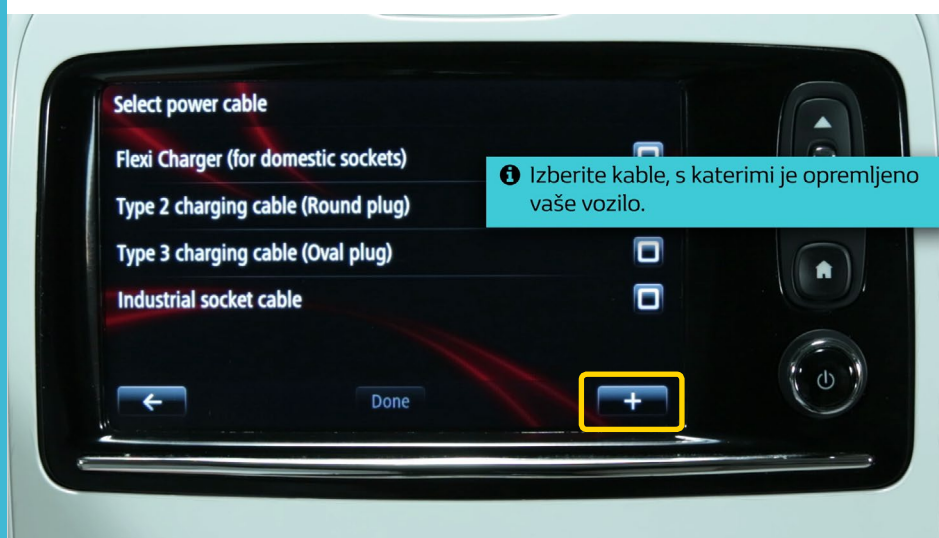 Select power cable
Flexi Charger (for domestic sockets)
Izberite kable, s katerimi je opremljeno
vaše vozilo.
Type 2 charging cable (Round plug)
Type 3 charging cable (Oval plug)
Industrial socket cable
Done